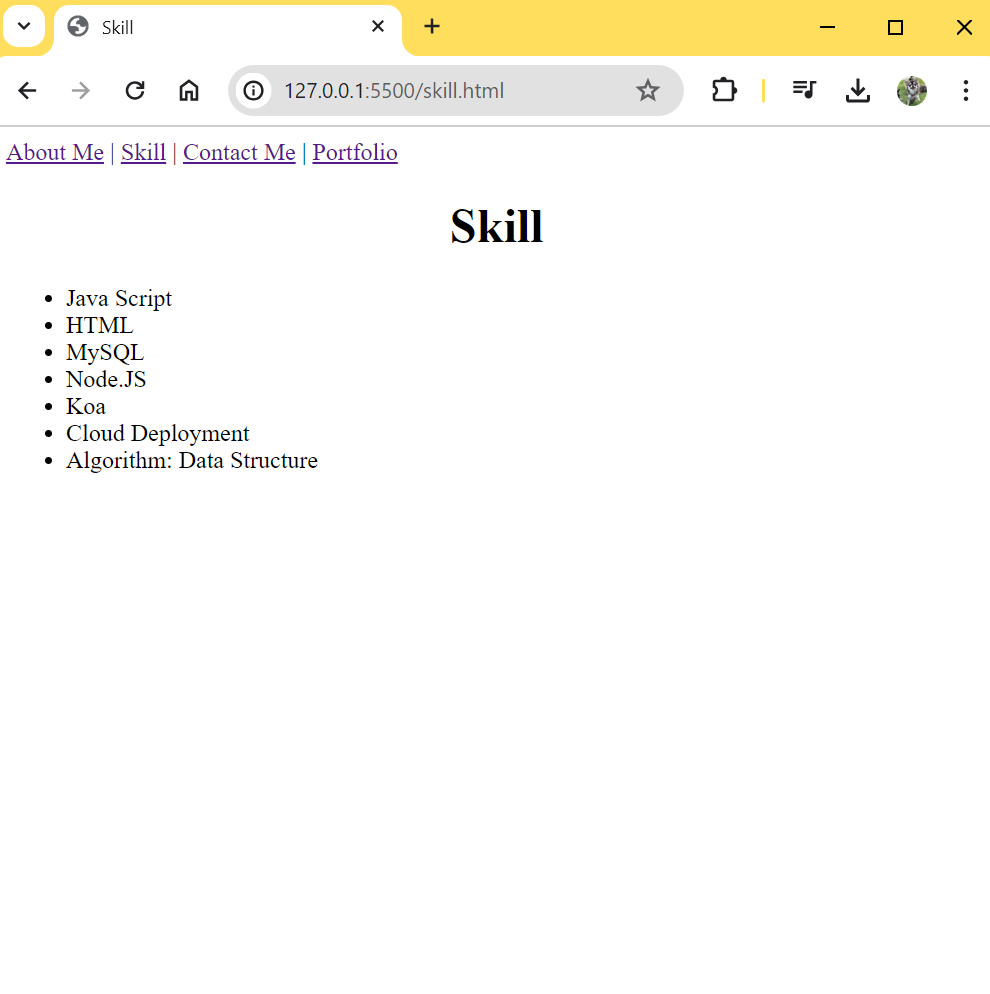 Skill
127.0.0.1:5500/skill.html
About Me | Skill | Contact Me | Portfolio
Skill
Java Script
HTML
MySQL
Node.JS
Koa
Cloud Deployment
Algorithm: Data Structure